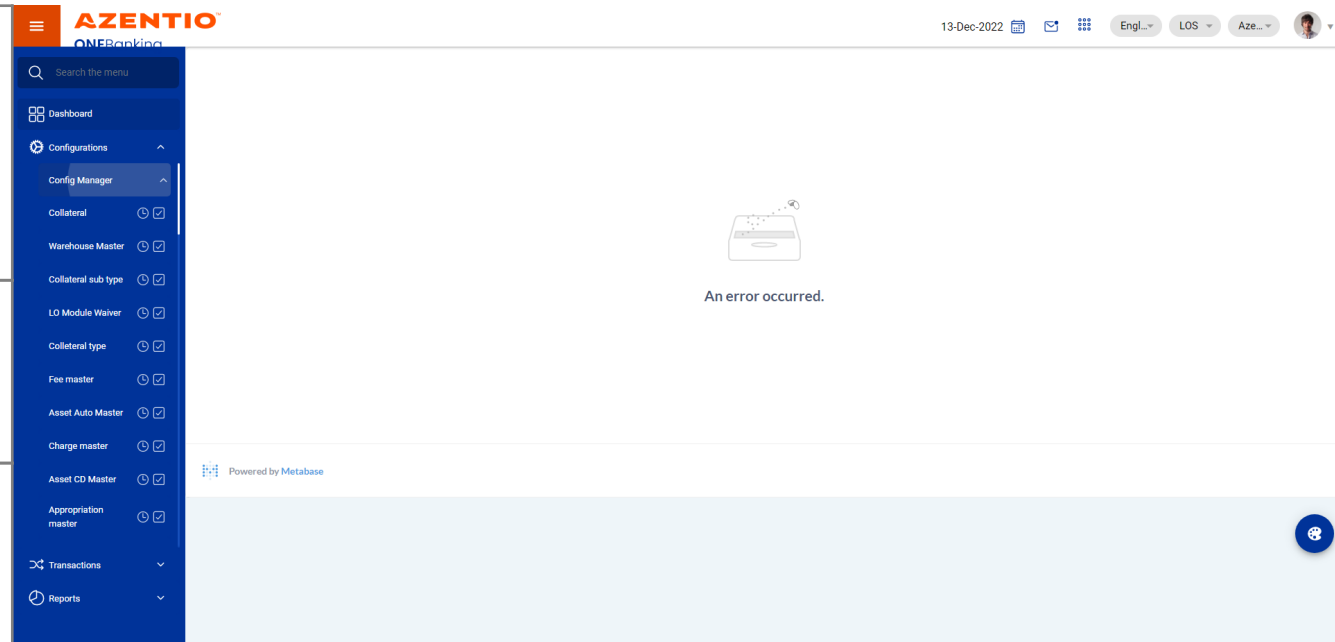 AZENTIO
ONEBanking
13-Dec-2022
Engl...
LOS
Aze...
Search the menu
Dashboard
Configurations
Config Manager
Collateral
Warehouse Master
Collateral sub type
LO Module Waiver
Colleteral type
Fee master
Asset Auto Master
Charge master
Asset CD Master
Appropriation
master
Transactions
Reports
An error occurred.
Powered by Metabase